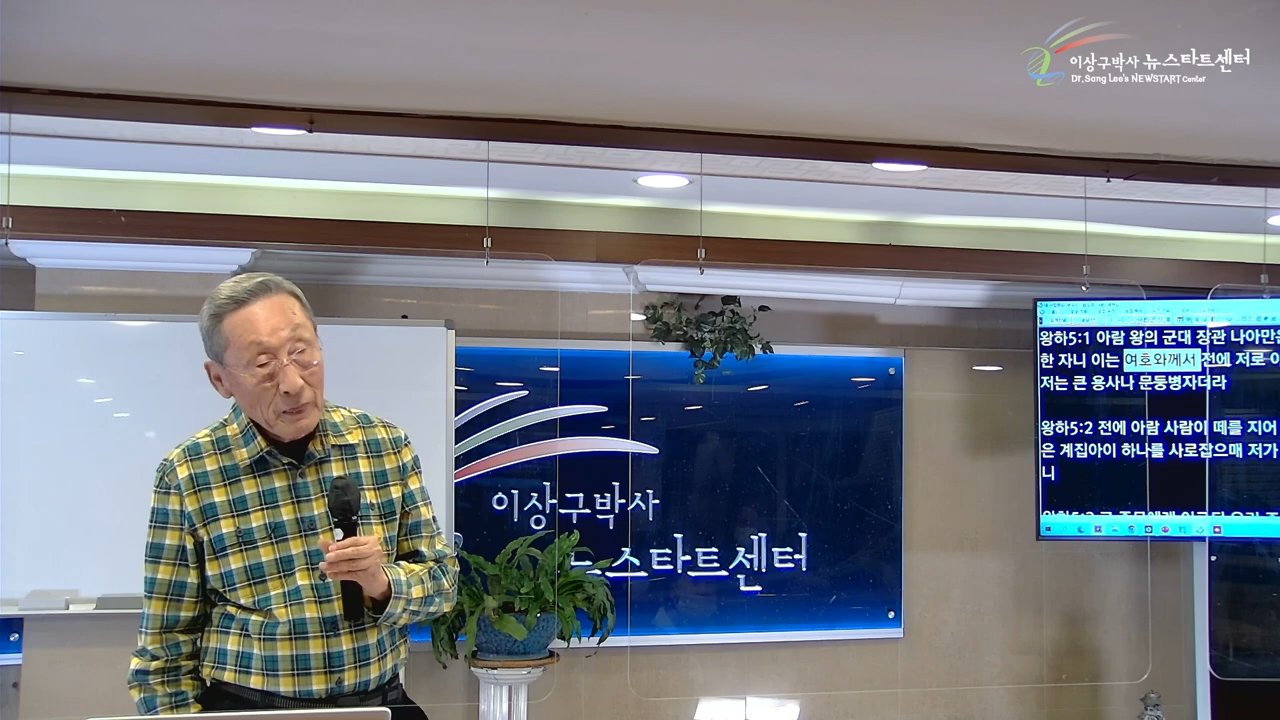 이상구박사 뉴스타트센터
Dr. Sang Lee's NEWSTART Center
이상구박사
뉴스타트센터
왕하5:1 아람 왕의 군대 장관 나아만은
한 자니 이는 여호와께서 전에 저로
저는 큰 용사나 문둥병자더라
왕하5:2 전에 아람 사람이 떼를 지어
은 계집아이 하나를 사로잡으매 저가
니